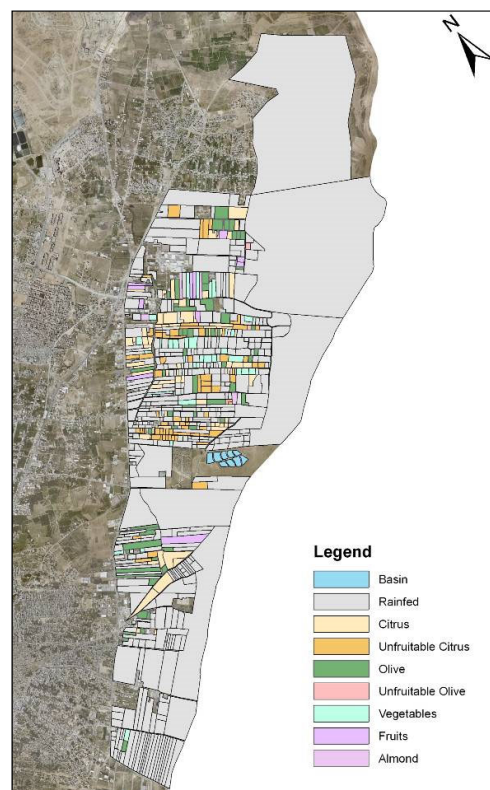 N
Legend
Basin
Rainfed
Citrus
Unfruitable Citrus
Olive
Unfruitable Olive
Vegetables
Fruits
Almond